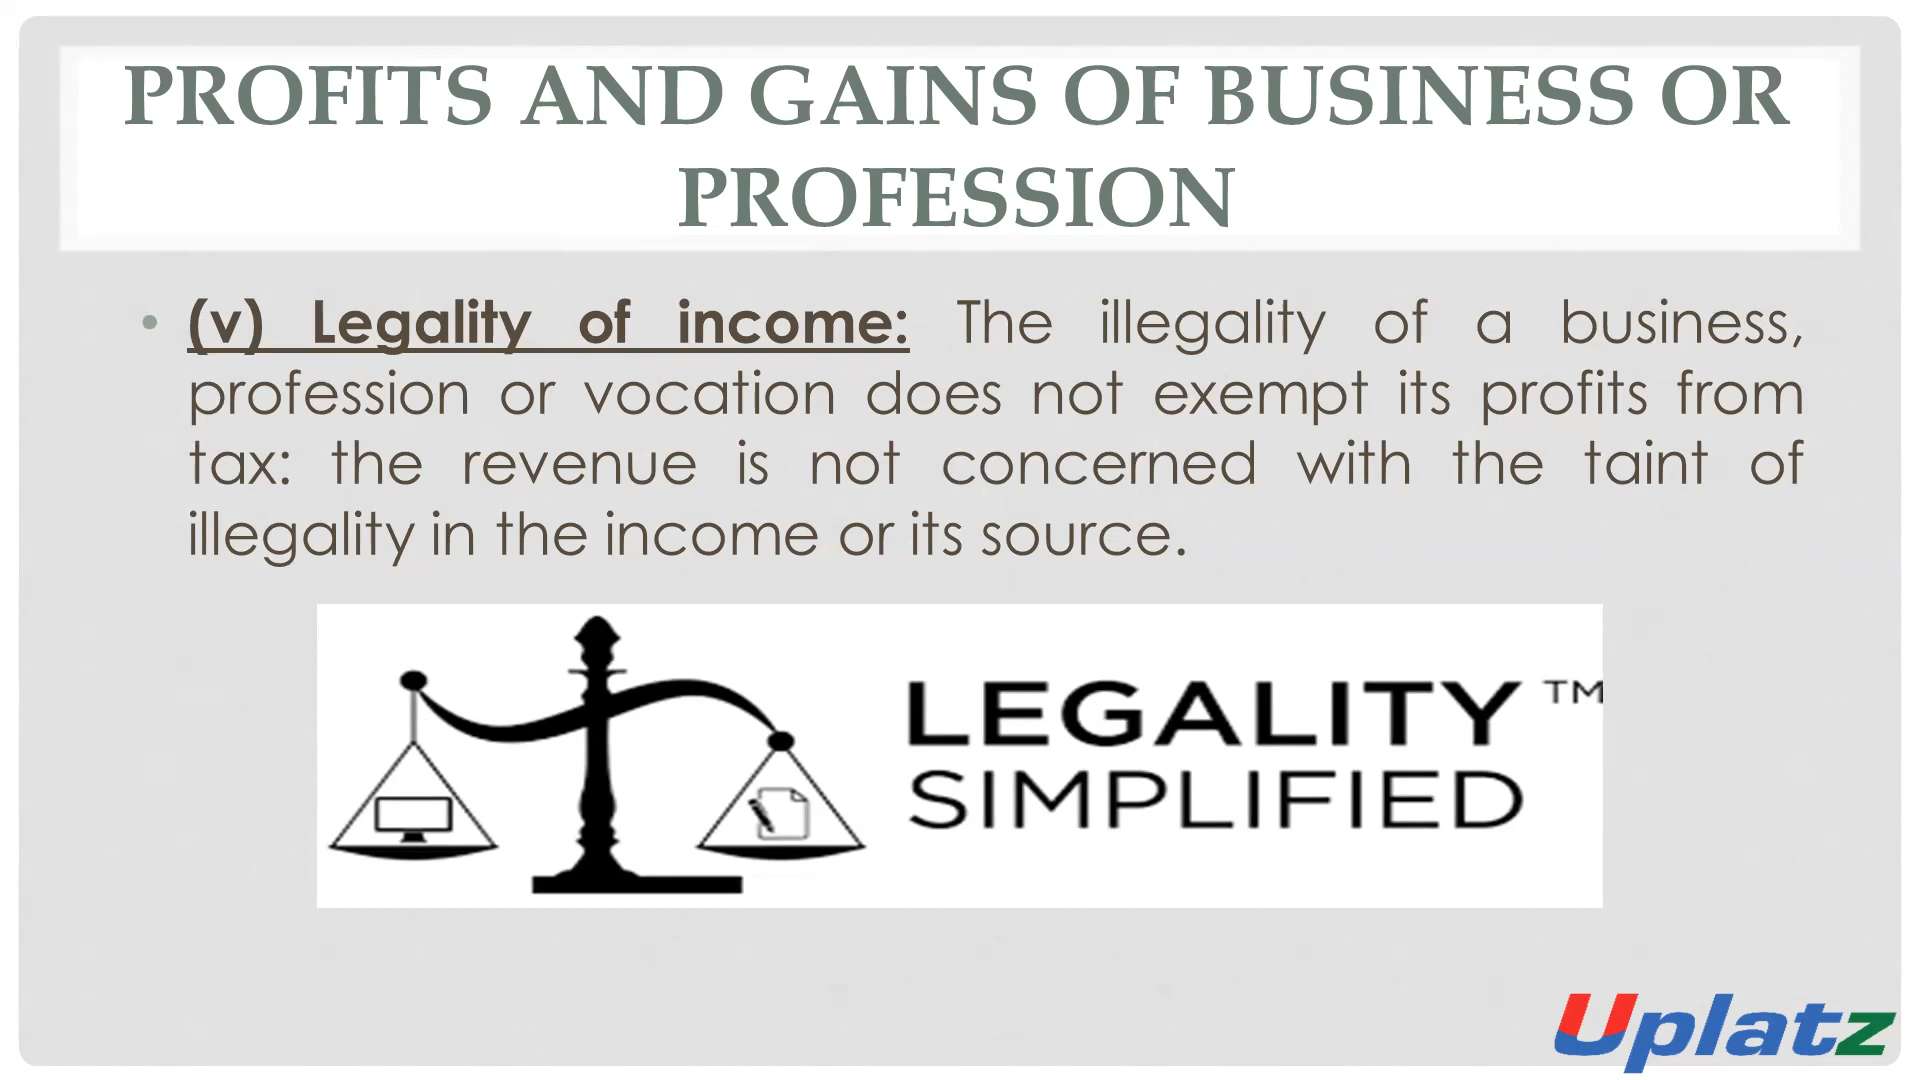 PROFITS AND GAINS OF BUSINESS OR
PROFESSION
• (v) Legality of income: The illegality of a business,
profession or vocation does not exempt its profits from
tax: the revenue is not concerned with the taint of
illegality in the income or its source.
LEGALITY ™
SIMPLIFIED
Uplatz